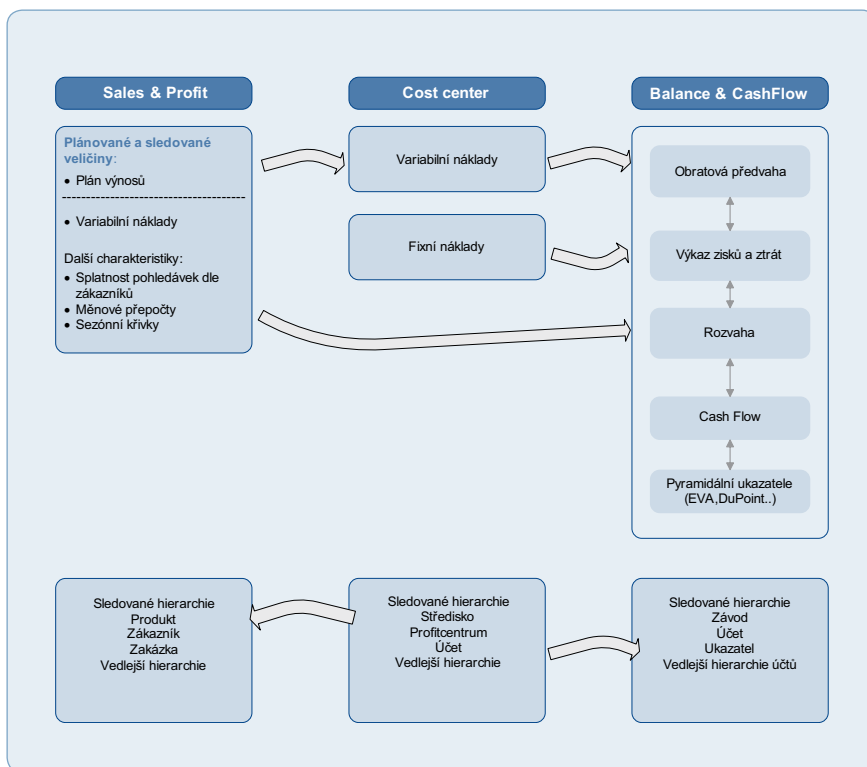 Sales & Profit
Cost center
Balance & CashFlow
Plánované a sledované
veličiny:
• Plán výnosů
• Variabilní náklady
Další charakteristiky:
• Splatnost pohledávek dle
zákazníků
• Měnové přepočty
• Sezónní křivky
Variabilní náklady
Fixní náklady
Obratová předvaha
Výkaz zisků a ztrát
Rozvaha
Cash Flow
Pyramidální ukazatele
(EVA,DuPoint..)
Sledované hierarchie
Produkt
Zákazník
Zakázka
Vedlejší hierarchie
Sledované hierarchie
Středisko
Profitcentrum
Účet
Vedlejší hierarchie
Sledované hierarchie
Závod
Účet
Ukazatel
Vedlejší hierarchie účtů